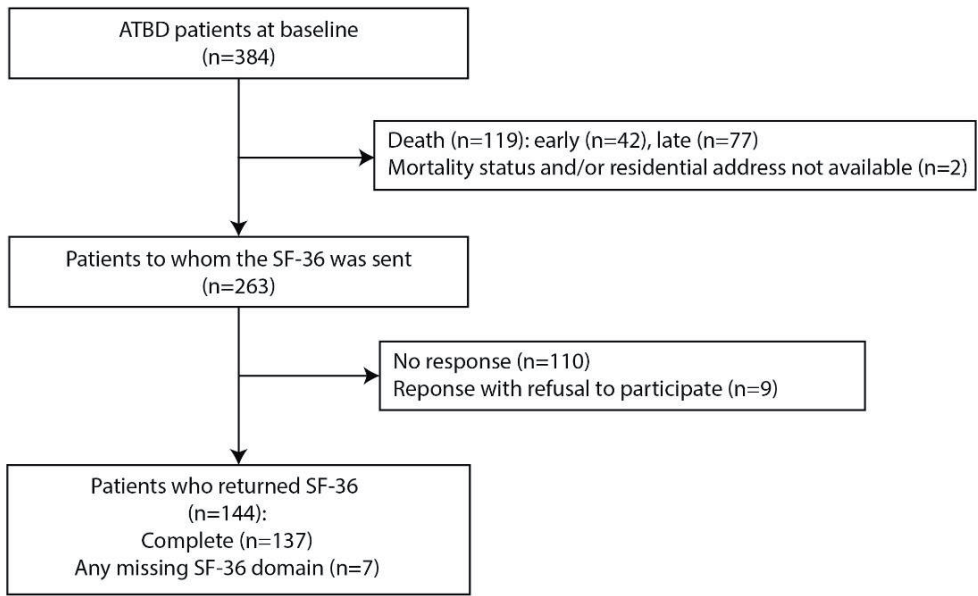 ATBD patients at baseline
(n=384)
Death (n=119): early (n=42), late (n=77)
Mortality status and/or residential address not available (n=2)
Patients to whom the SF-36 was sent
(n=263)
No response (n=110)
Reponse with refusal to participate (n=9)
Patients who returned SF-36
(n=144):
Complete (n=137)
Any missing SF-36 domain (n=7)